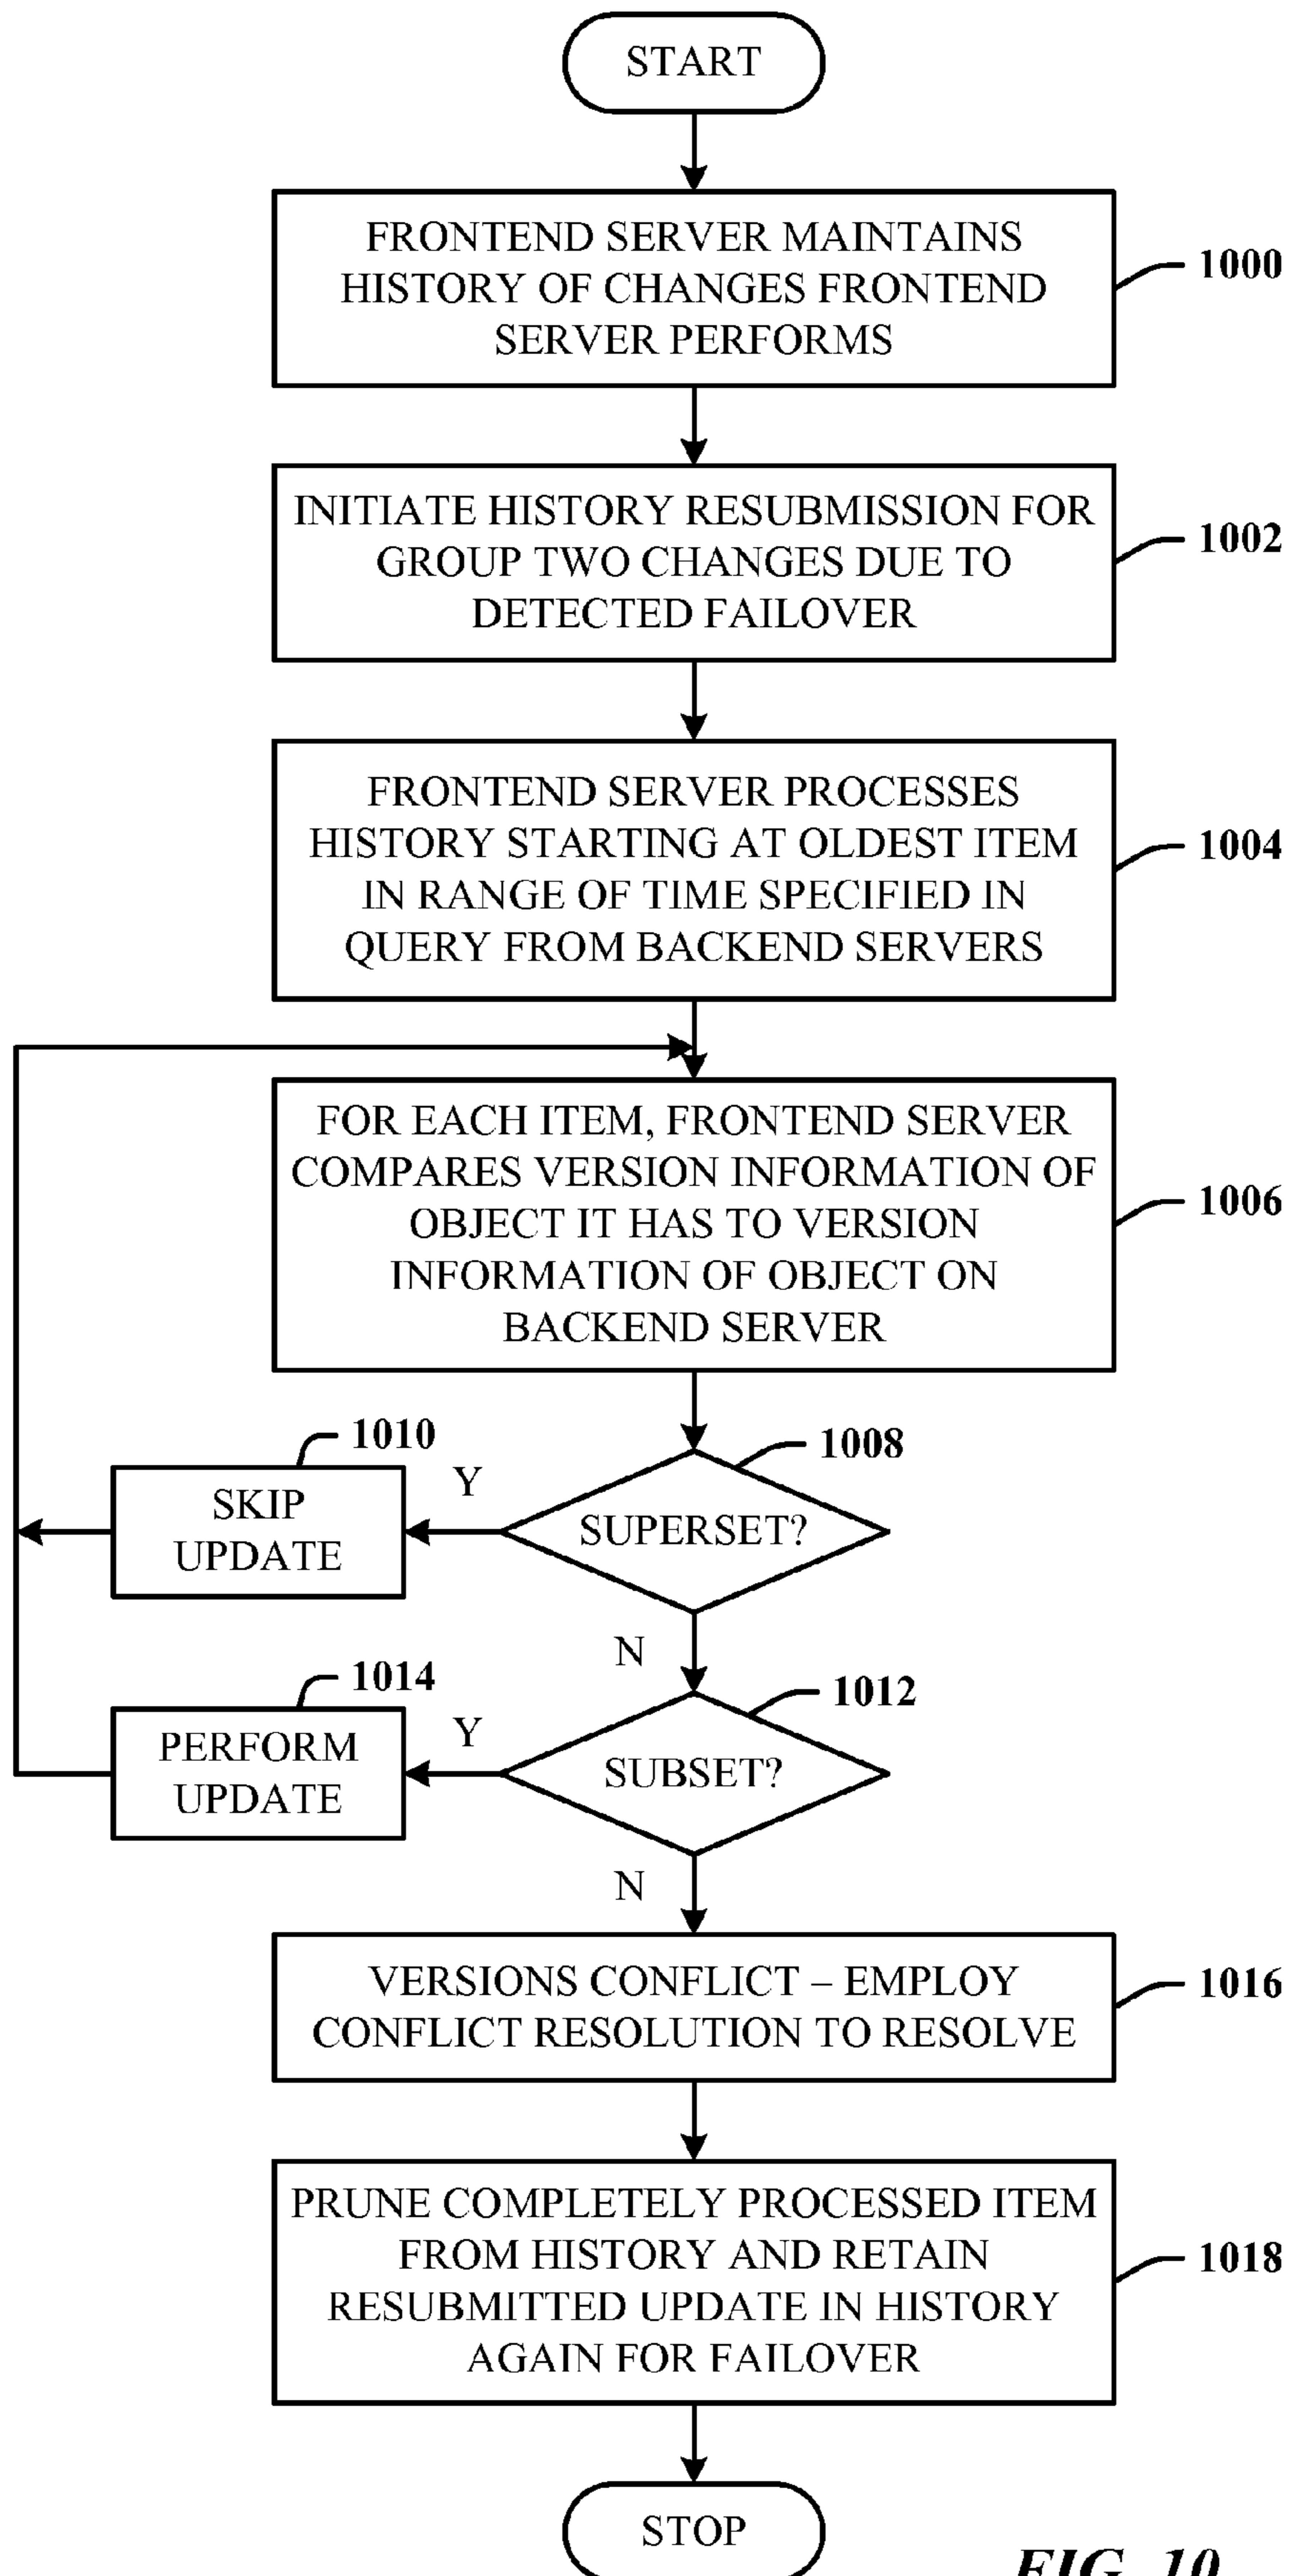 START
FRONTEND SERVER MAINTAINS
HISTORY OF CHANGES FRONTEND
SERVER PERFORMS
1000
INITIATE HISTORY RESUBMISSION FOR
GROUP TWO CHANGES DUE TO
DETECTED FAILOVER
1002
FRONTEND SERVER PROCESSES
HISTORY STARTING AT OLDEST ITEM
IN RANGE OF TIME SPECIFIED IN
QUERY FROM BACKEND SERVERS
1004
FOR EACH ITEM, FRONTEND SERVER
COMPARES VERSION INFORMATION OF
OBJECT IT HAS TO VERSION
INFORMATION OF OBJECT ON
BACKEND SERVER
1006
1010
SKIP
UPDATE
Y
1008
SUPERSET?
N
1014
PERFORM
UPDATE
Y
1012
SUBSET?
N
VERSIONS CONFLICT – EMPLOY
CONFLICT RESOLUTION TO RESOLVE
1016
PRUNE COMPLETELY PROCESSED ITEM
FROM HISTORY AND RETAIN
RESUBMITTED UPDATE IN HISTORY
AGAIN FOR FAILOVER
1018
STOP
FIG. 10